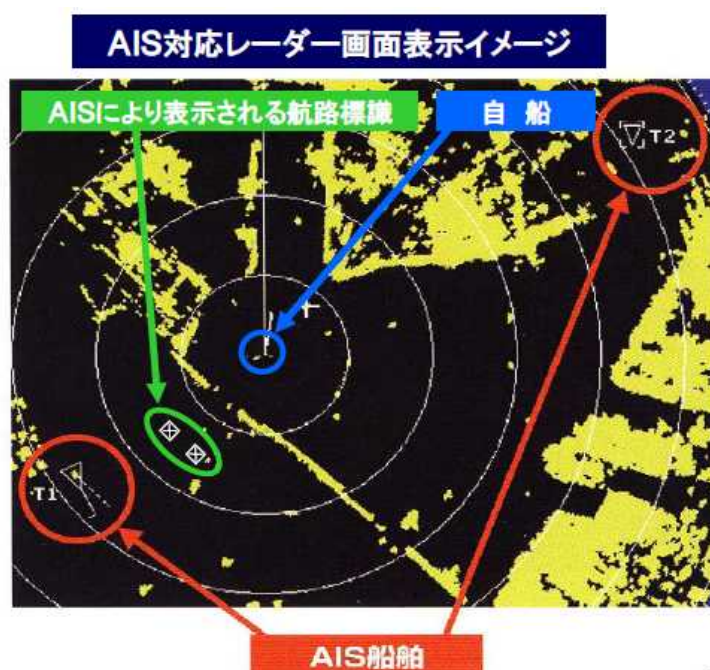 AIS対応レーダー画面表示イメージ
AISにより表示される航路標識
自 船
T2
T1
AIS船舶